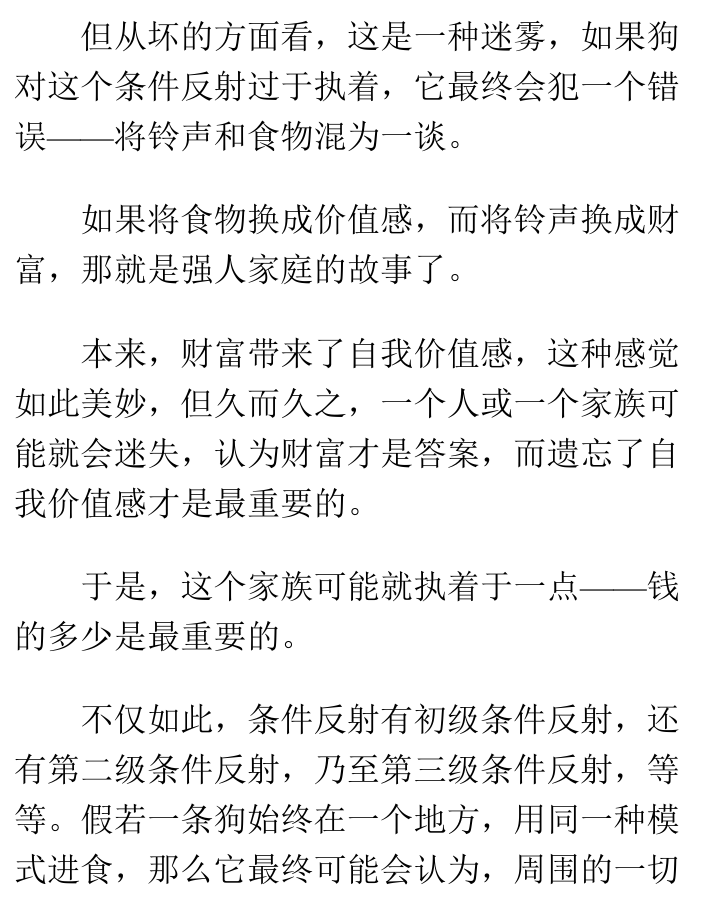 但从坏的方面看，这是一种迷雾，如果狗
对这个条件反射过于执着，它最终会犯一个错
误——将铃声和食物混为一谈。
如果将食物换成价值感，而将铃声换成财
富，那就是强人家庭的故事了。
本来，财富带来了自我价值感，这种感觉
如此美妙，但久而久之，一个人或一个家族可
能就会迷失，认为财富才是答案，而遗忘了自
我价值感才是最重要的。
于是，这个家族可能就执着于一点——钱
的多少是最重要的。
不仅如此，条件反射有初级条件反射，还
有第二级条件反射，乃至第三级条件反射，等
等。假若一条狗始终在一个地方，用同一种模
式进食，那么它最终可能会认为，周围的一切